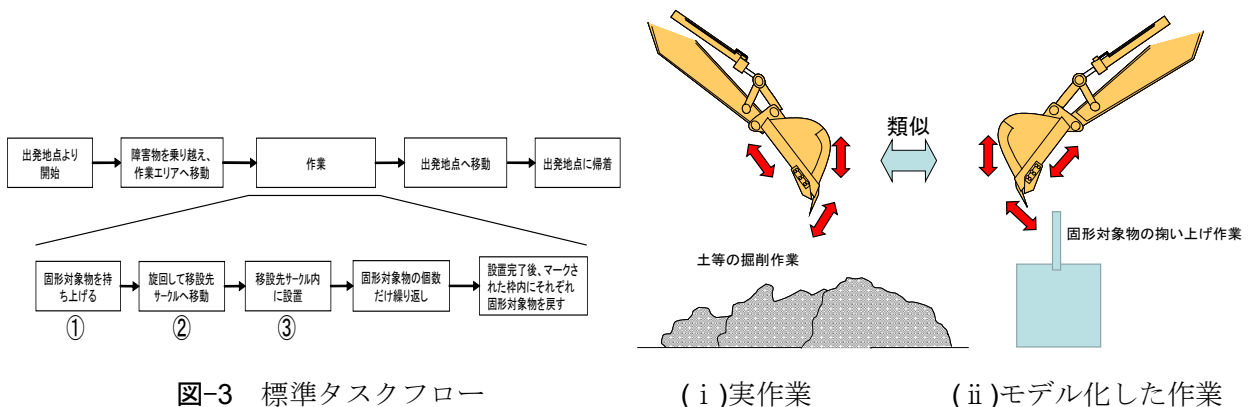 出発地点より
開始
障害物を乗り越え、
作業エリアへ移動
作業
出発地点へ移動
出発地点に帰着
固形対象物を持
ち上げる
①
旋回して移設先
サークルへ移動
②
移設先サークル内
に設置
③
固形対象物の個数
だけ繰り返し
設置完了後、マークさ
れた枠内にそれぞれ
固形対象物を戻す
図-3 標準タスクフロー
類似
土等の掘削作業
固形対象物の掬い上げ作業
(ⅰ)実作業
(ⅱ)モデル化した作業